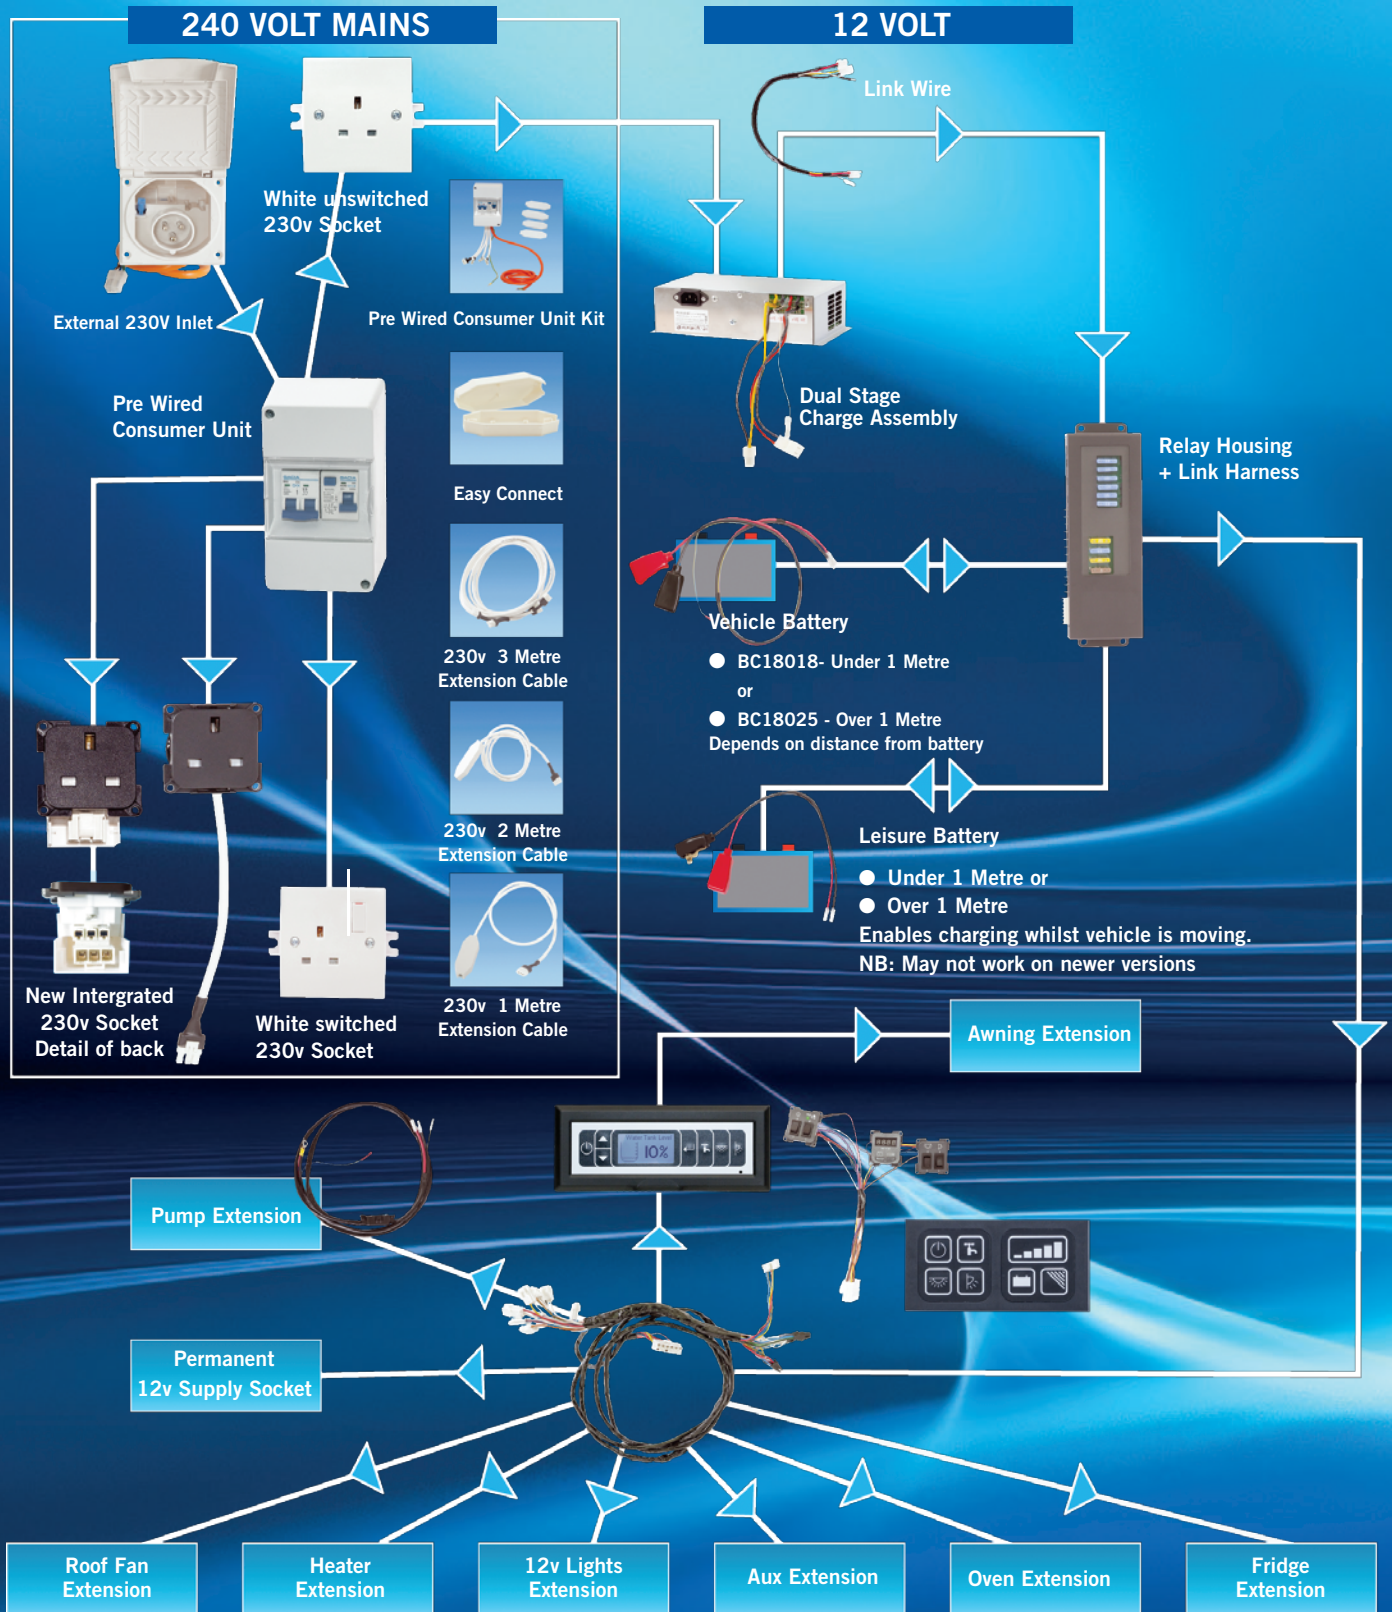 240 VOLT MAINS
12 VOLT
Link Wire
White unswitched
230v Socket
External 230V Inlet
Pre Wired Consumer Unit Kit
Pre Wired
Consumer Unit
Easy Connect
230v 3 Metre
Extension Cable
230v 2 Metre
Extension Cable
230v 1 Metre
Extension Cable
New Intergrated
230v Socket
Detail of back
White switched
230v Socket
Dual Stage
Charge Assembly
Relay Housing
+ Link Harness
Vehicle Battery
● BC18018- Under 1 Metre
or
● BC18025 - Over 1 Metre
Depends on distance from battery
Leisure Battery
● Under 1 Metre or
● Over 1 Metre
Enables charging whilst vehicle is moving.
NB: May not work on newer versions
Awning Extension
Water Tank Level
10%
Pump Extension
Permanent
12v Supply Socket
Roof Fan
Extension
Heater
Extension
12v Lights
Extension
Aux Extension
Oven Extension
Fridge
Extension